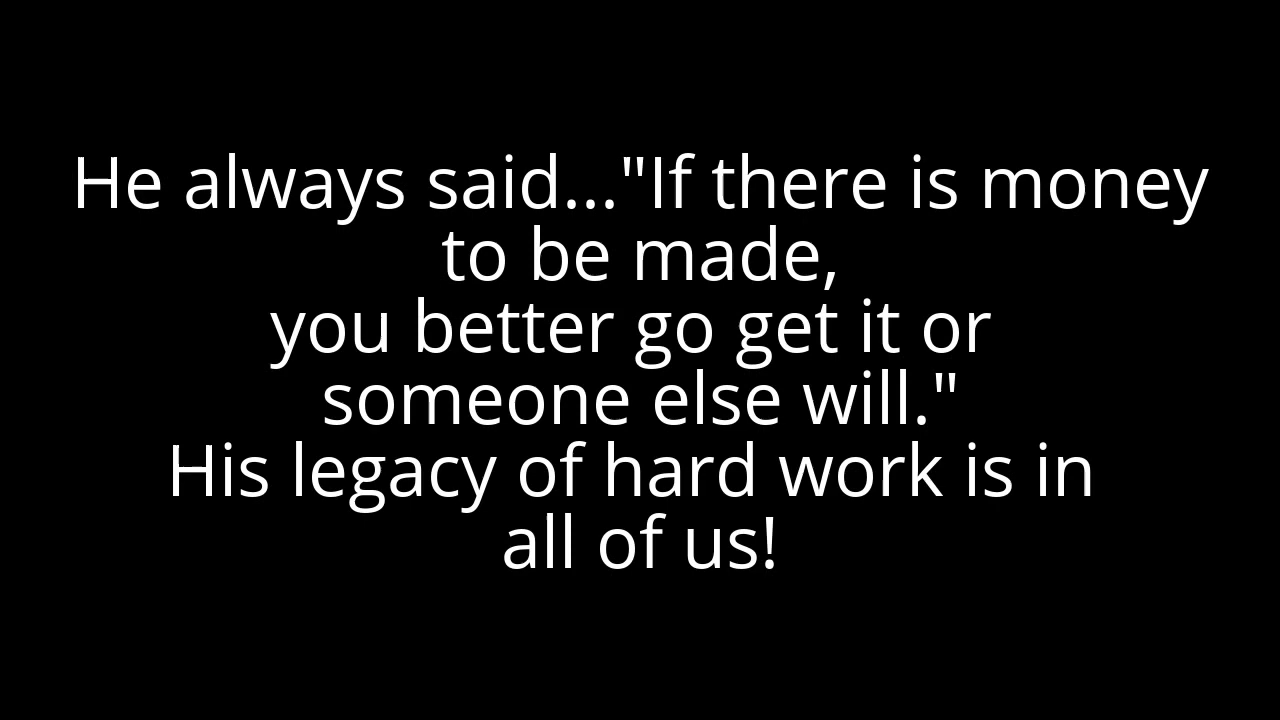 He always said..."If there is money
to be made,
you better go get it or
someone else will."
His legacy of hard work is in
all of us!